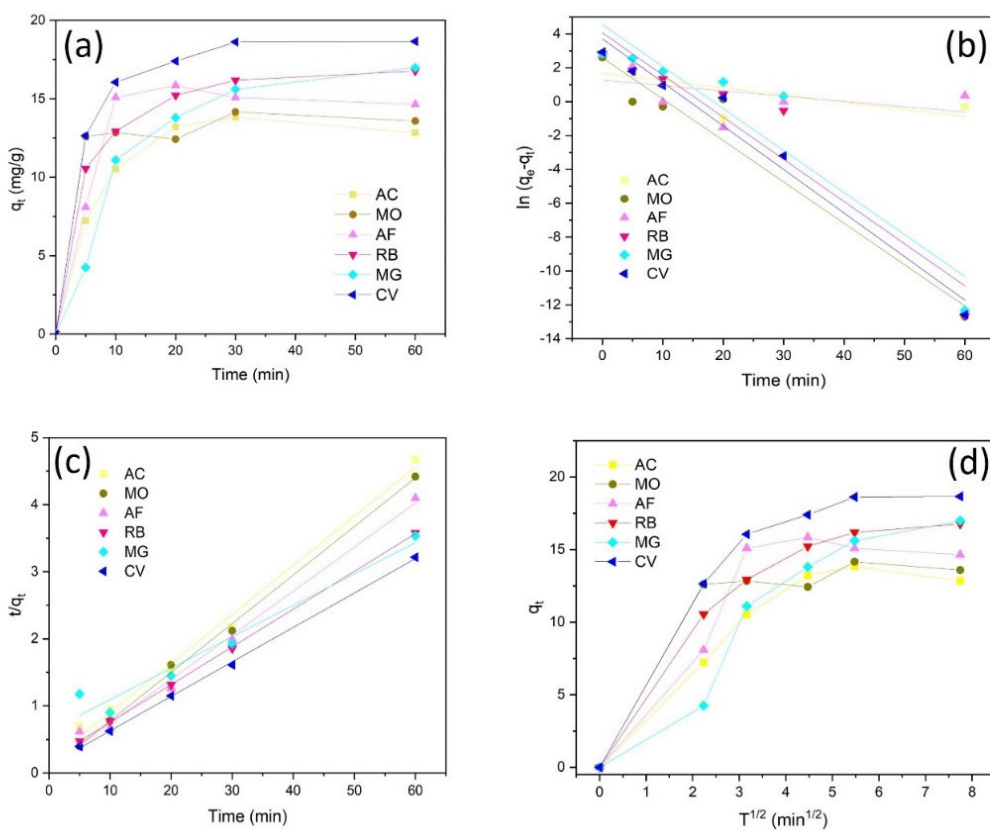 (a)
20
15
10
5
0
qt (mg/g)
AC
MO
AF
RB
MG
CV
0 10 20 30 40 50 60
Time (min)
(b)
4
2
0
-2
-4
-6
-8
-10
-12
-14
ln (qe-qt)
AC
MO
AF
RB
MG
CV
0 10 20 30 40 50 60
Time (min)
(c)
5
4
3
2
1
0
t/qt
AC
MO
AF
RB
MG
CV
0 10 20 30 40 50 60
Time (min)
(d)
20
15
10
5
0
qt
AC
MO
AF
RB
MG
CV
0 1 2 3 4 5 6 7 8
T1/2 (min1/2)